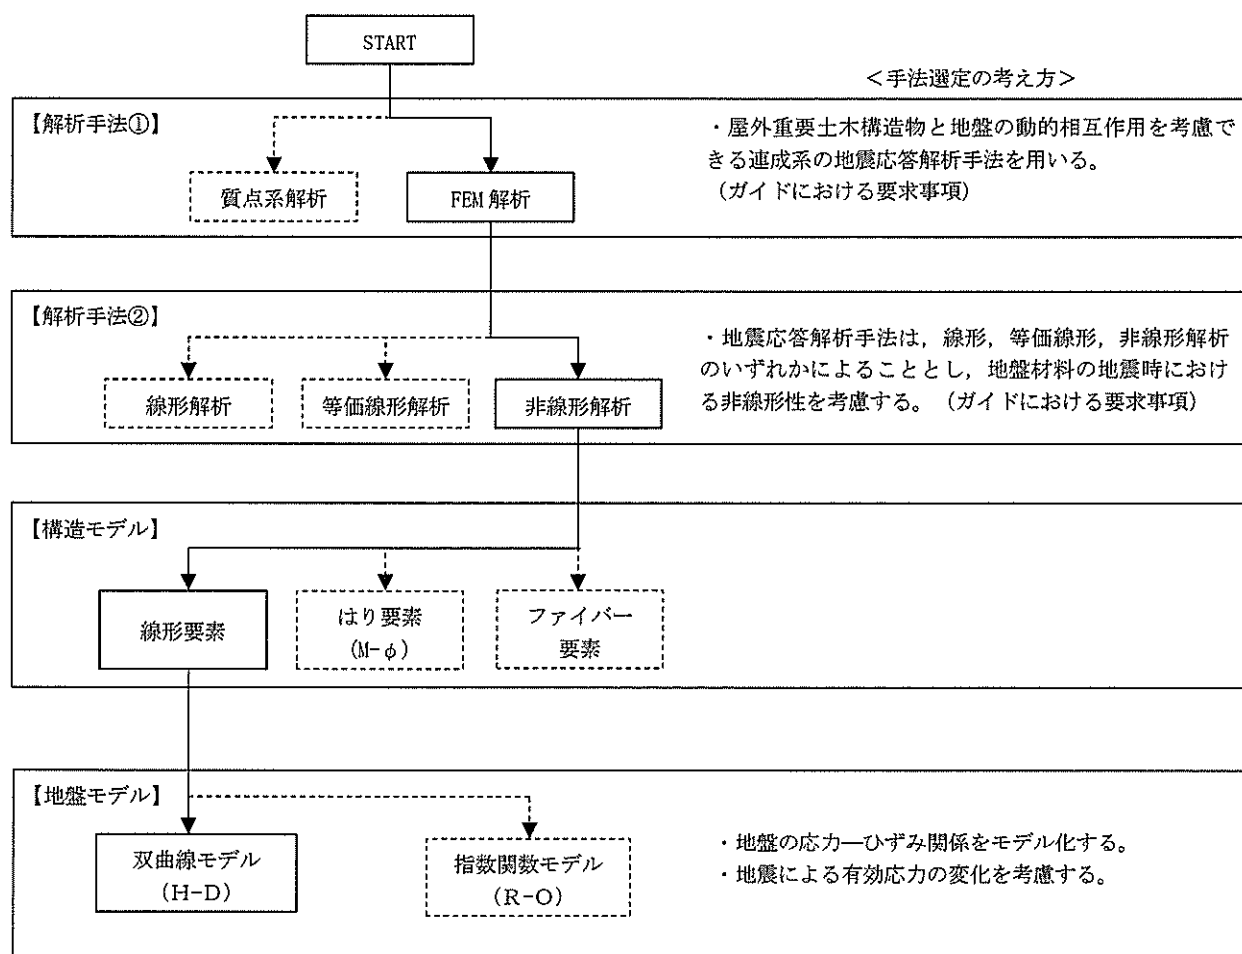 START
＜手法選定の考え方＞
【解析手法①】
・屋外重要土木構造物と地盤の動的相互作用を考慮で
きる連成系の地震応答解析手法を用いる。
（ガイドにおける要求事項）
質点系解析
FEM 解析
【解析手法②】
・地震応答解析手法は，線形，等価線形，非線形解析
のいずれかによることとし，地盤材料の地震時におけ
る非線形性を考慮する。（ガイドにおける要求事項）
線形解析
等価線形解析
非線形解析
【構造モデル】
線形要素
はり要素
(M-φ)
ファイバー
要素
【地盤モデル】
双曲線モデル
（H-D）
指数関数モデル
（R-O）
・地盤の応力―ひずみ関係をモデル化する。
・地震による有効応力の変化を考慮する。